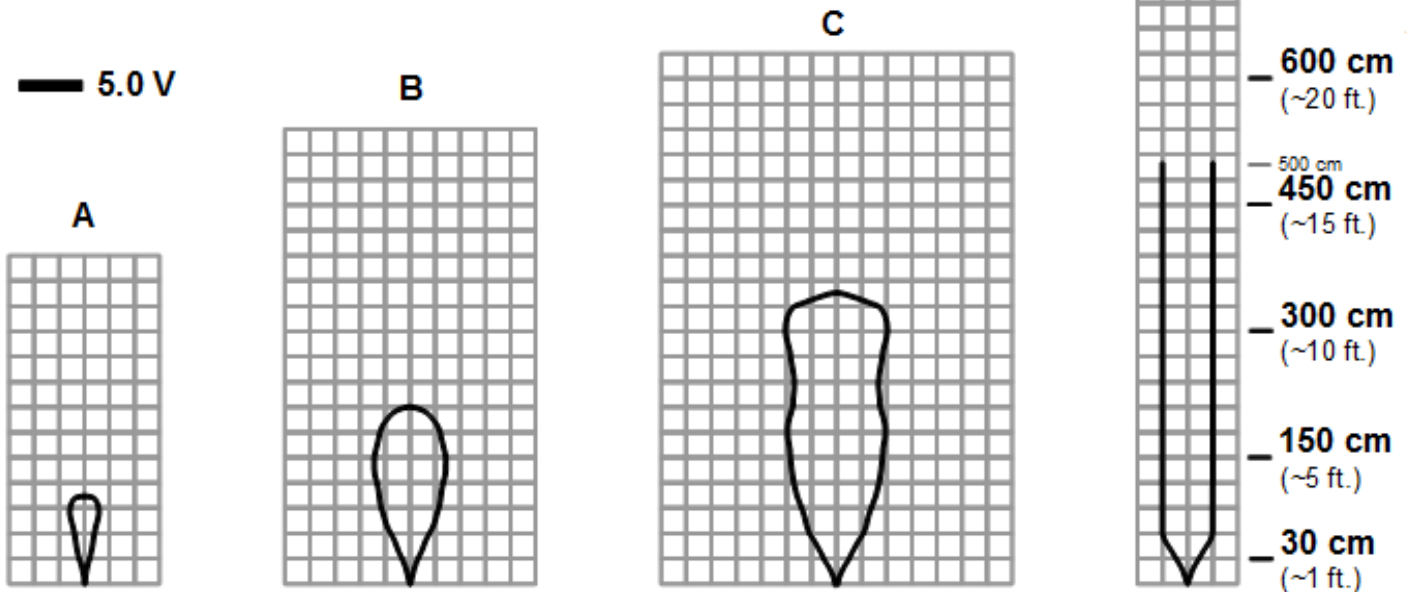 5.0 V
A
B
C
600 cm
(~20 ft.)
500 cm
450 cm
(~15 ft.)
300 cm
(~10 ft.)
150 cm
(~5 ft.)
30 cm
(~1 ft.)